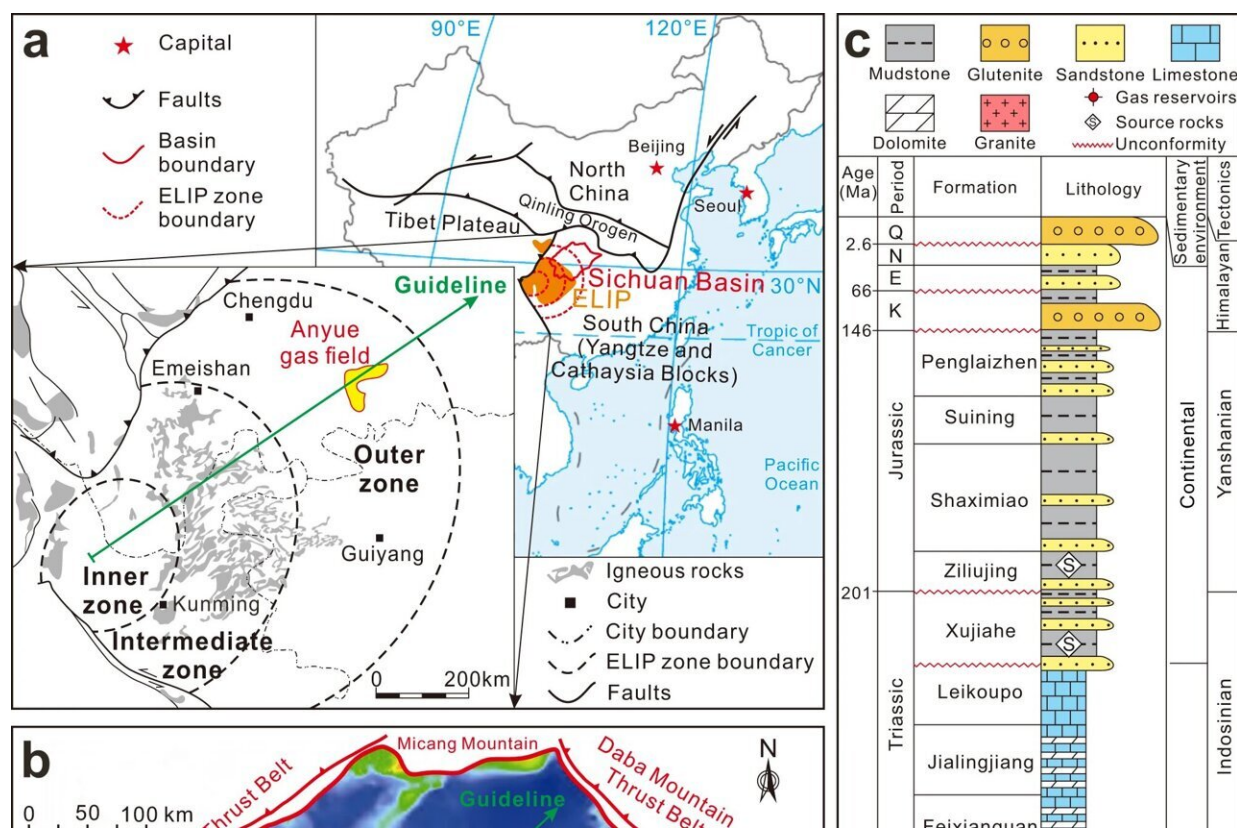 a
Capital
Faults
Basin
boundary
ELIP zone
boundary
90°E
120°E
Beijing
North
China
Seoul
Tibet Plateau
Qinling Orogen
Sichuan Basin
ELIP
30°N
South China
(Yangtze and
Cathaysia Blocks)
Tropic of
Cancer
Manila
Pacific
Ocean
Guideline
Chengdu
Anyue
gas field
Emeishan
Outer
zone
Guiyang
Inner
zone
Kunming
Intermediate
zone
0 200km
Igneous rocks
City
City boundary
ELIP zone boundary
Faults
b
Micang Mountain
Thrust Belt
Daba Mountain
Thrust Belt
N
Guideline
0 50 100 km
c
Mudstone Glutenite Sandstone Limestone
Dolomite Granite
Gas reservoirs
S Source rocks
Unconformity
Age
(Ma)
Period
Formation
Lithology
Sedimentary
environment
Tectonics
Q
2.6
N
E
66
K
146
Himalayan
Penglaizhen
Suining
Jurassic
Shaximiao
Continental
Yanshanian
Ziliujing
S
201
Xujiahe
S
Leikoupo
Triassic
Jialingjiang
Indosinian
Feixianguan